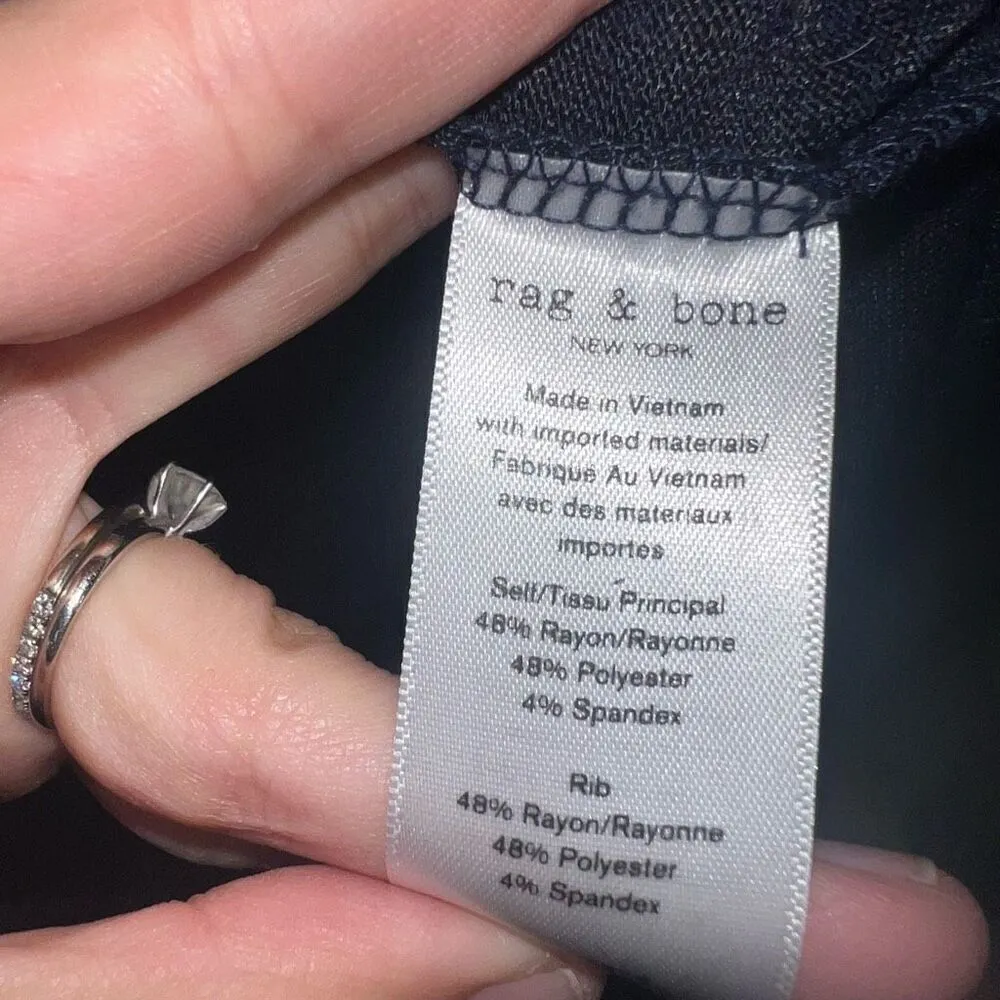 rag & bone
NEW YORK
Made in Vietnam
with imported materials/
Fabrique Au Vietnam
avec des materiaux
importes
Self/Tissu Principal
48% Rayon/Rayonne
48% Polyester
4% Spandex
Rib
48% Rayon/Rayonne
48% Polyester
4% Spandex